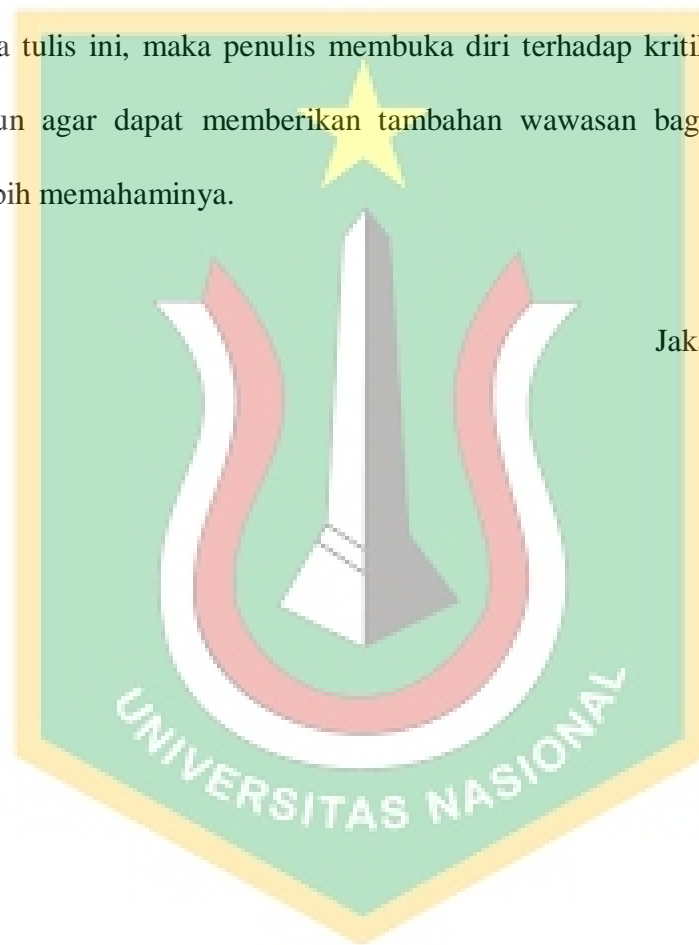 a tulis ini, maka penulis membuka diri terhadap kriti
un agar dapat memberikan tambahan wawasan bag
bih memahaminya.
Jak
UNIVERSITAS NASIONAL